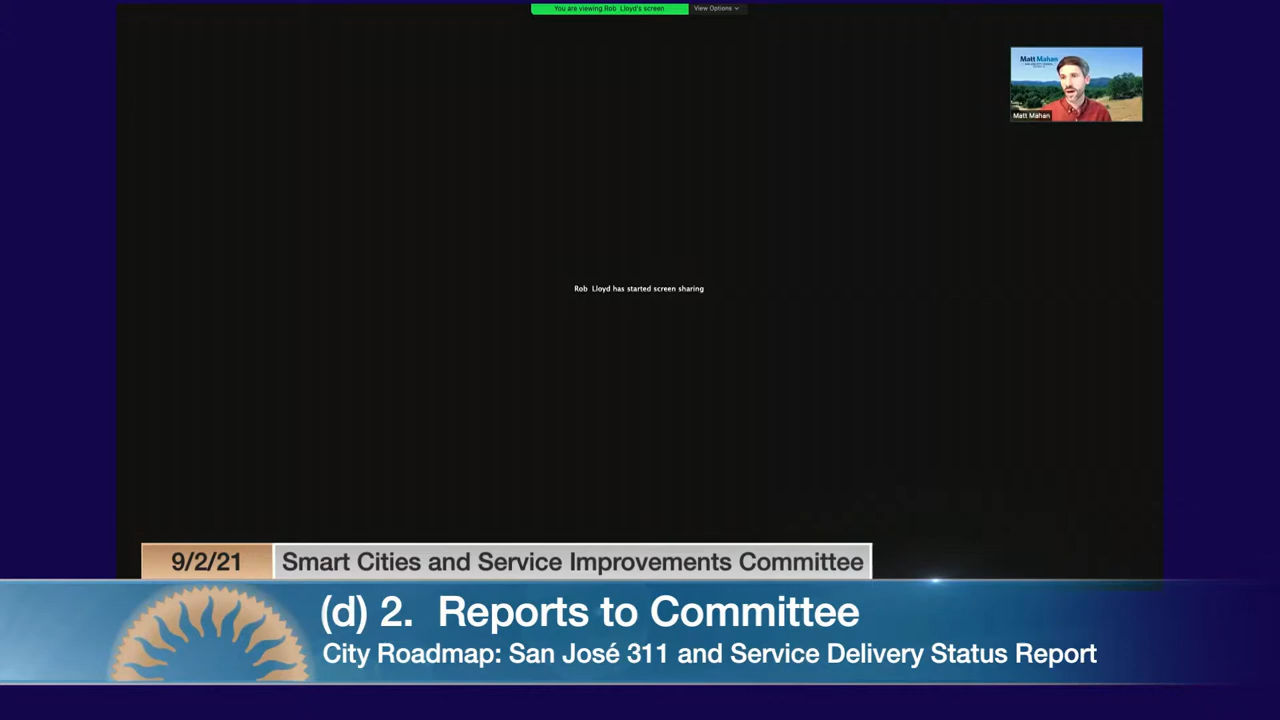 You are viewing Rob Lloyd's screen
View Options
Matt Mahan
Matt Mahan
Rob Lloyd has started screen sharing
9/2/21
Smart Cities and Service Improvements Committee
(d) 2. Reports to Committee
City Roadmap: San José 311 and Service Delivery Status Report